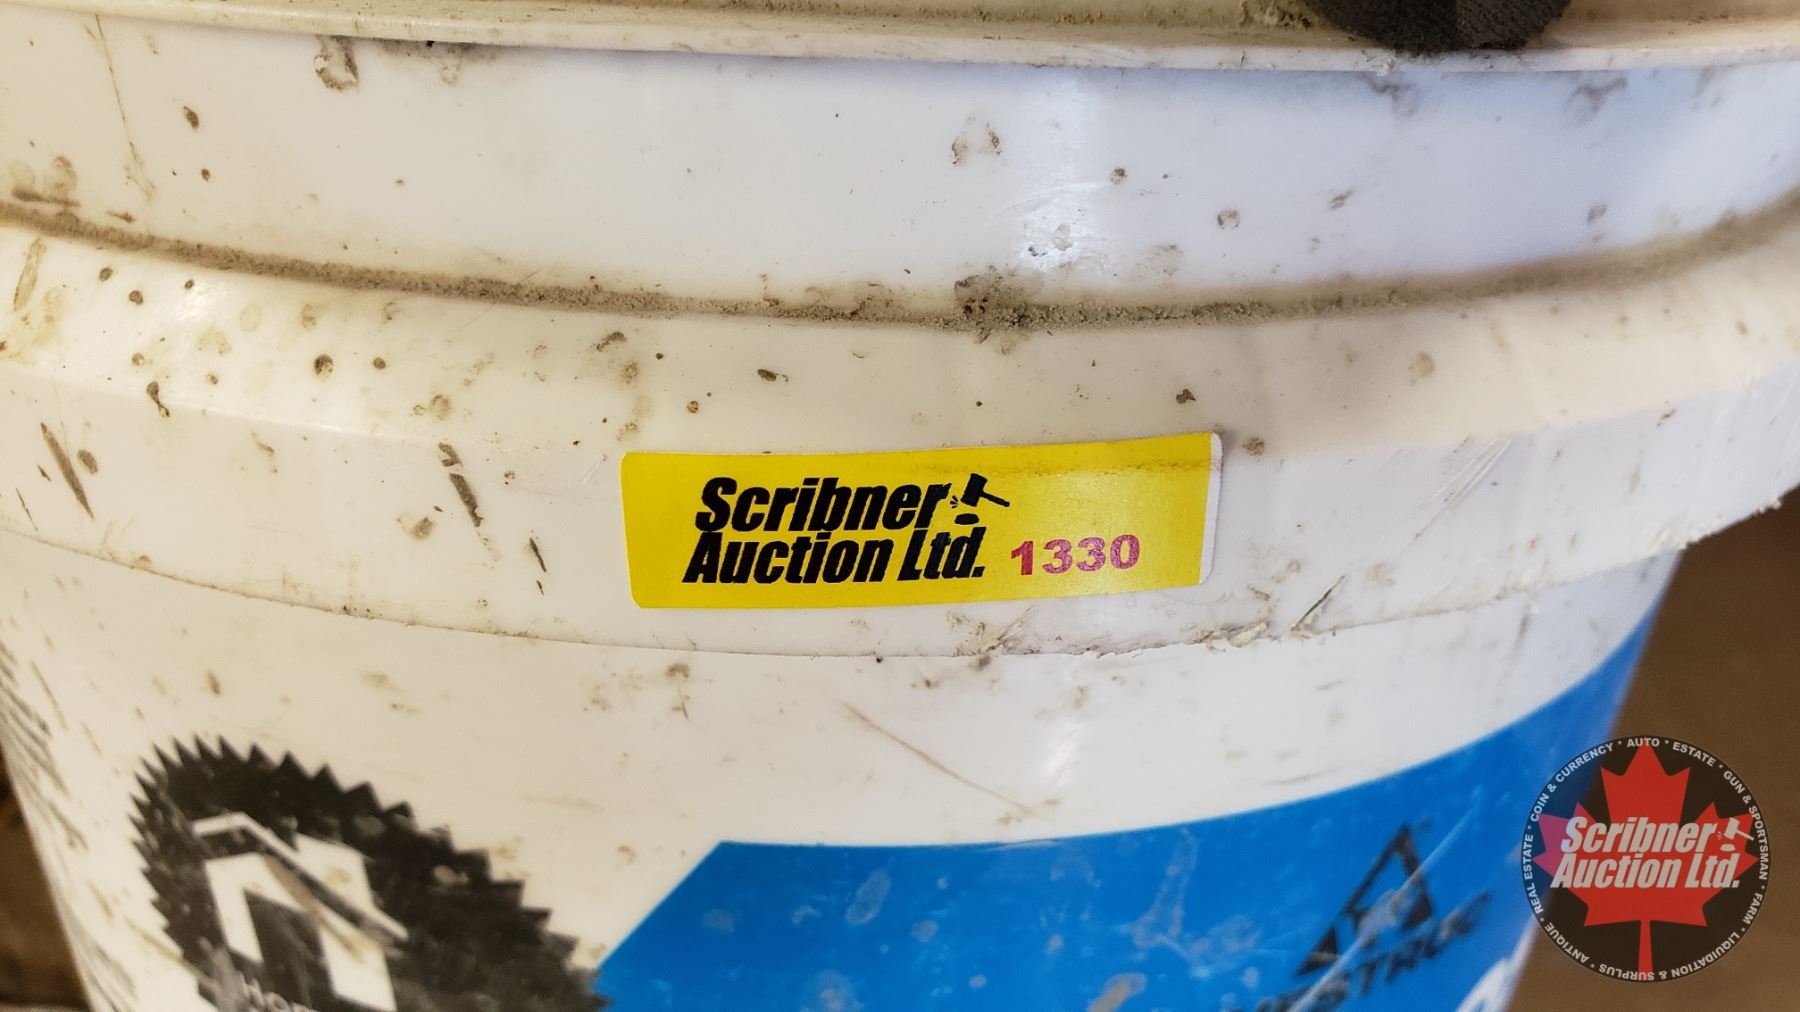 Scribner
Auction Ltd. 1330
Scribner
Auction Ltd.
ANTIQUE * REAL ESTATE * COIN & CURRENCY * AUTO * ESTATE * GUN & SPORTSMAN * FARM * LIQUIDATION & SURPLUS *